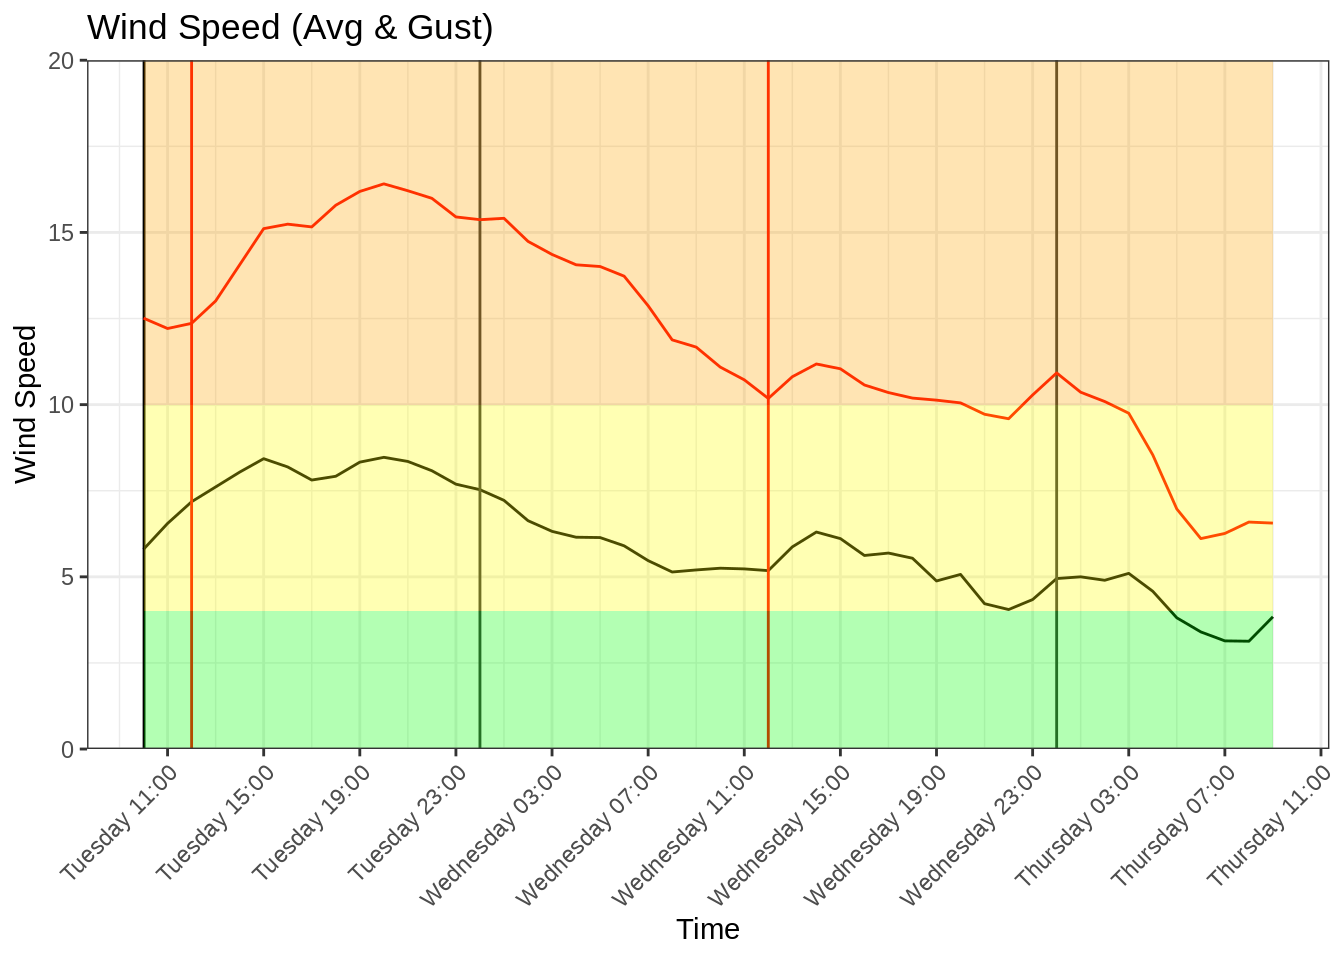 Wind Speed (Avg & Gust)
Wind Speed
20
15
10
5
0
Tuesday 11:00
Tuesday 15:00
Tuesday 19:00
Tuesday 23:00
Wednesday 03:00
Wednesday 07:00
Wednesday 11:00
Wednesday 15:00
Wednesday 19:00
Wednesday 23:00
Thursday 03:00
Thursday 07:00
Thursday 11:00
Time